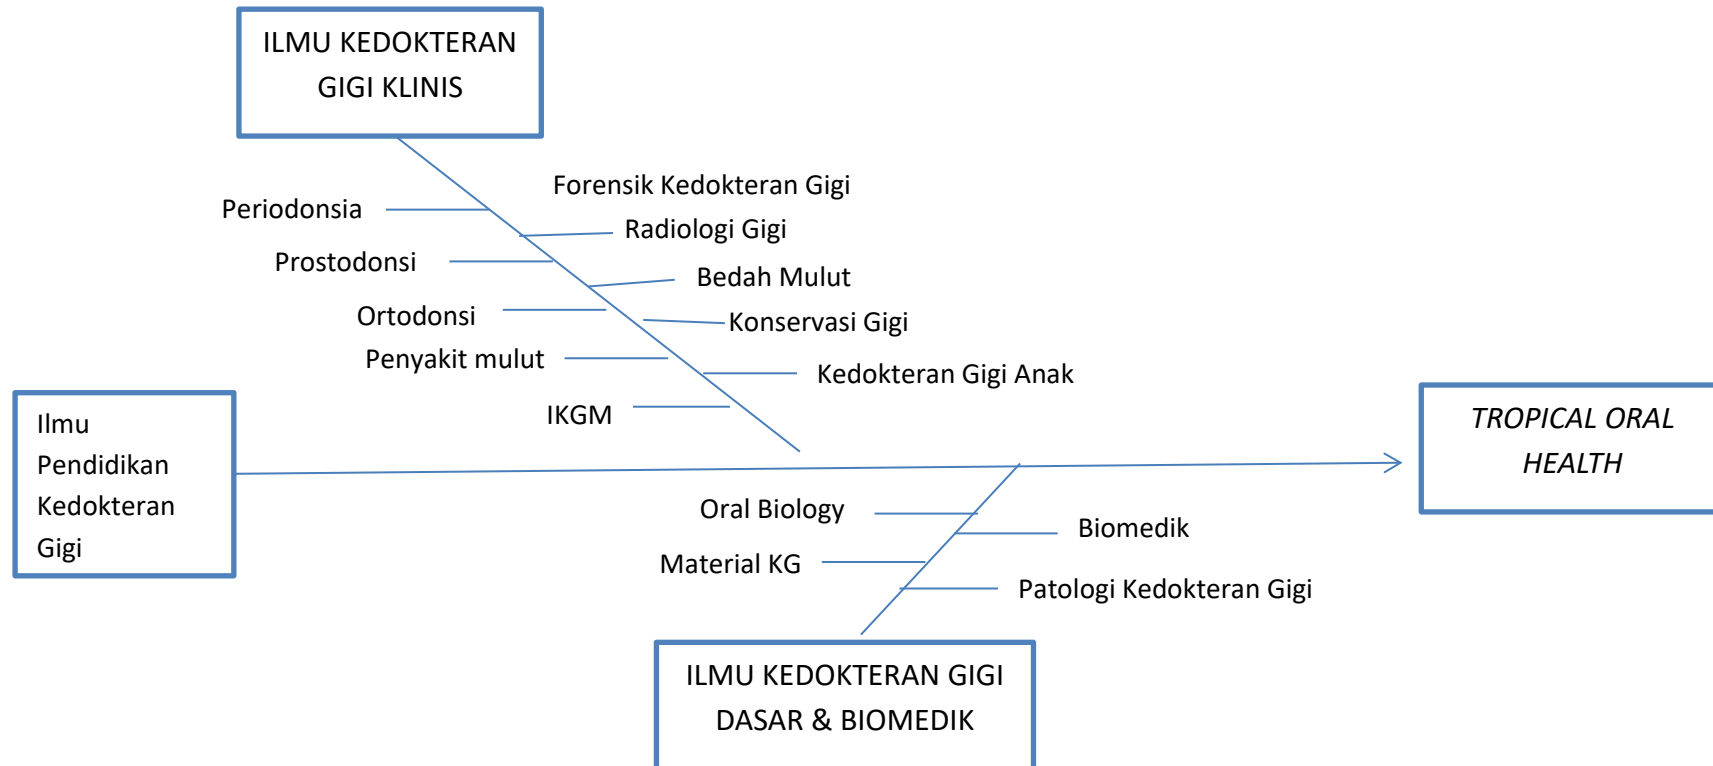 ILMU KEDOKTERAN
GIGI KLINIS
Forensik Kedokteran Gigi
Periodonsia
Radiologi Gigi
Prostodonsi
Bedah Mulut
Ortodonsi
Konservasi Gigi
Penyakit mulut
Kedokteran Gigi Anak
IKGM
Ilmu
Pendidikan
Kedokteran
Gigi
TROPICAL ORAL
HEALTH
Oral Biology
Biomedik
Material KG
Patologi Kedokteran Gigi
ILMU KEDOKTERAN GIGI
DASAR & BIOMEDIK